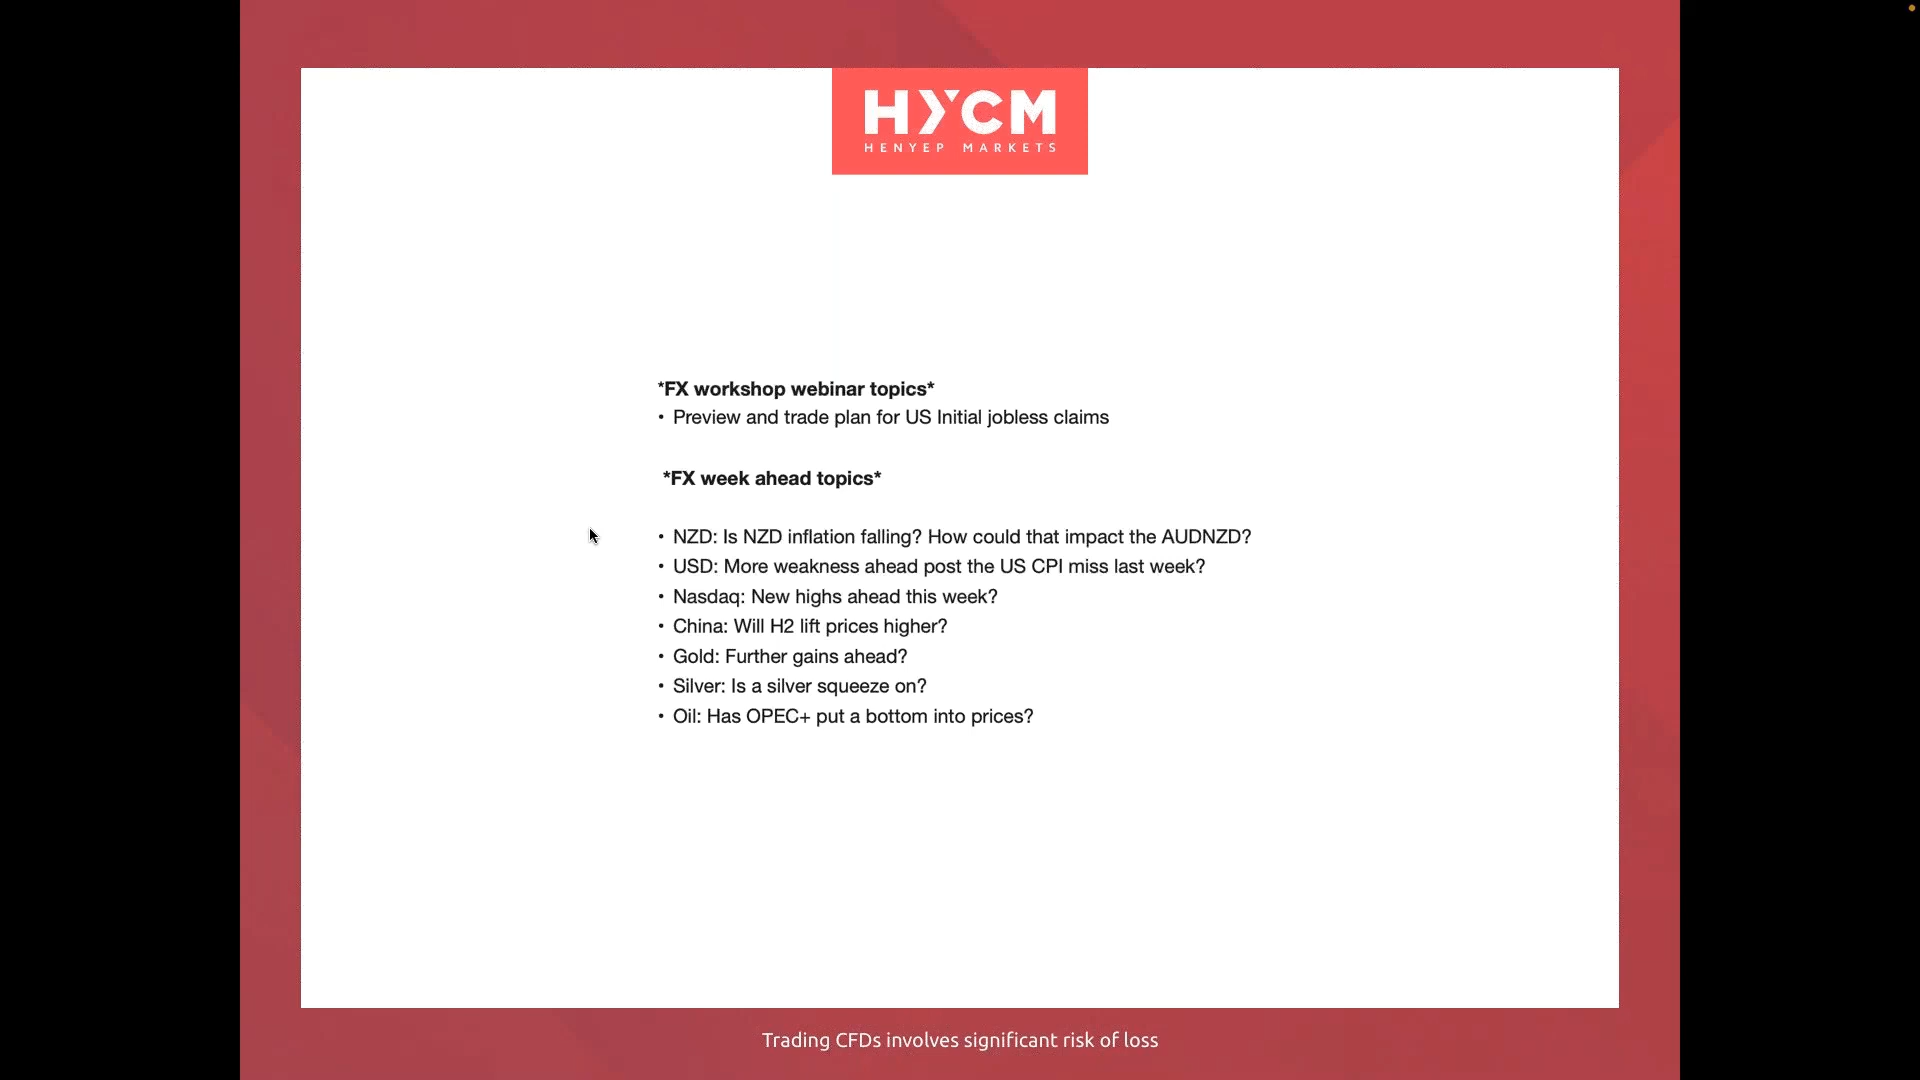 HYCM
HENYEP MARKETS
*FX workshop webinar topics*
• Preview and trade plan for US Initial jobless claims
*FX week ahead topics*
• NZD: Is NZD inflation falling? How could that impact the AUDNZD?
• USD: More weakness ahead post the US CPI miss last week?
• Nasdaq: New highs ahead this week?
• China: Will H2 lift prices higher?
• Gold: Further gains ahead?
• Silver: Is a silver squeeze on?
• Oil: Has OPEC+ put a bottom into prices?
Trading CFDs involves significant risk of loss